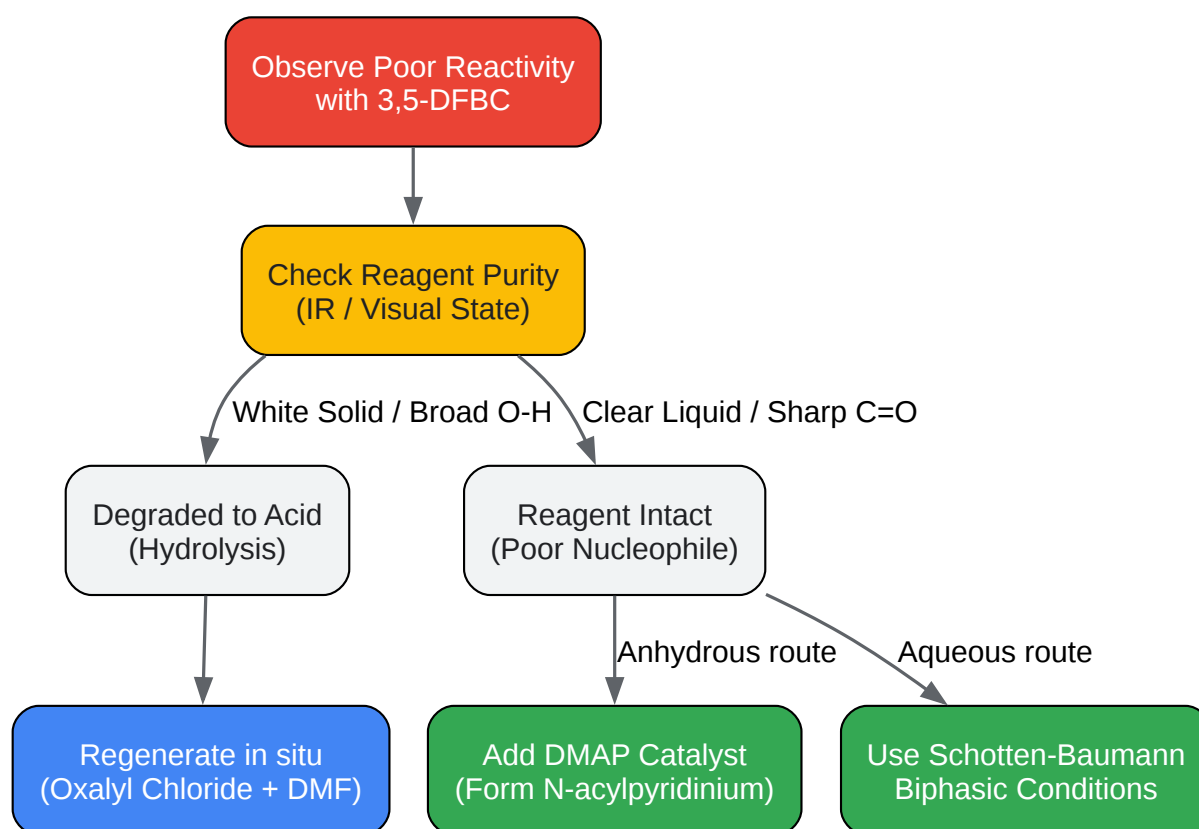 Observe Poor Reactivity
with 3,5-DFBC
Check Reagent Purity
(IR / Visual State)
White Solid / Broad O-H
Clear Liquid / Sharp C=O
Degraded to Acid
(Hydrolysis)
Reagent Intact
(Poor Nucleophile)
Anhydrous route
Aqueous route
Regenerate in situ
(Oxalyl Chloride + DMF)
Add DMAP Catalyst
(Form N-acylpyridinium)
Use Schotten-Baumann
Biphasic Conditions